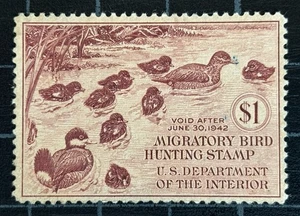 VOID AFTER
JUNE 30, 1942
$1
MIGRATORY BIRD
HUNTING STAMP
U. S. DEPARTMENT
OF THE INTERIOR